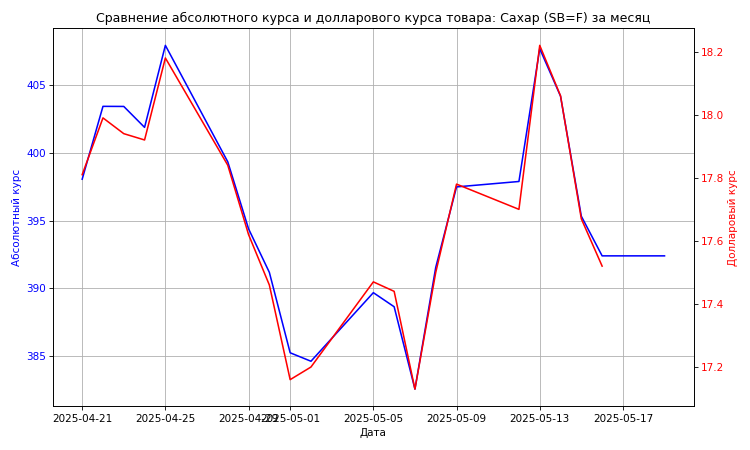 Сравнение абсолютного курса и долларового курса товара: Сахар (SB=F) за месяц
Абсолютный курс
405
400
395
390
385
18.2
18.0
17.8
17.6
17.4
17.2
Долларовый курс
2025-04-21 2025-04-25 2025-04-29 2025-05-01 2025-05-05 2025-05-09 2025-05-13 2025-05-17
Дата